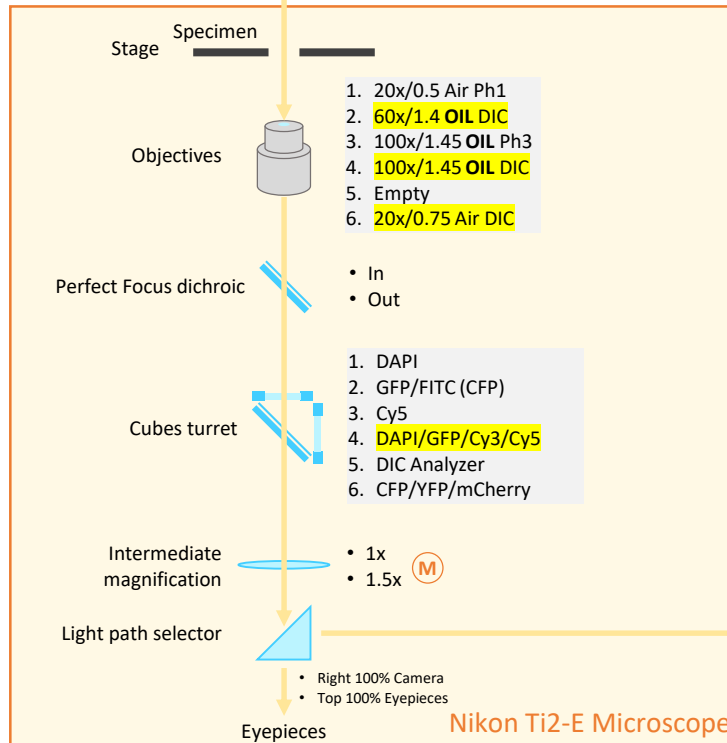 Specimen
Stage
Objectives
1. 20x/0.5 Air Ph1
2. 60x/1.4 OIL DIC
3. 100x/1.45 OIL Ph3
4. 100x/1.45 OIL DIC
5. Empty
6. 20x/0.75 Air DIC
Perfect Focus dichroic
• In
• Out
Cubes turret
1. DAPI
2. GFP/FITC (CFP)
3. Cy5
4. DAPI/GFP/Cy3/Cy5
5. DIC Analyzer
6. CFP/YFP/mCherry
Intermediate
magnification
• 1x
• 1.5x
M
Light path selector
• Right 100% Camera
• Top 100% Eyepieces
Eyepieces
Nikon Ti2-E Microscope